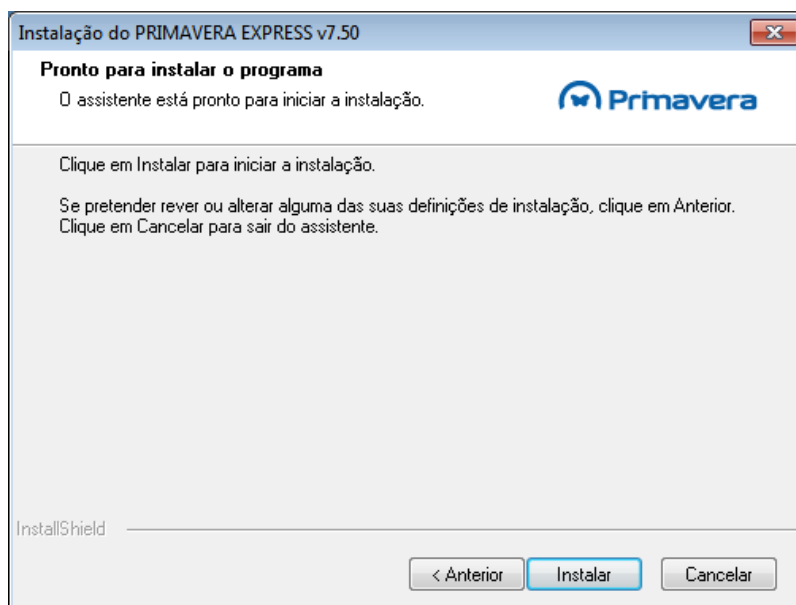 Instalação do PRIMAVERA EXPRESS v7.50
Pronto para instalar o programa
O assistente está pronto para iniciar a instalação.
Primavera
Clique em Instalar para iniciar a instalação.
Se pretender rever ou alterar alguma das suas definições de instalação, clique em Anterior.
Clique em Cancelar para sair do assistente.
InstallShield
< Anterior
Instalar
Cancelar